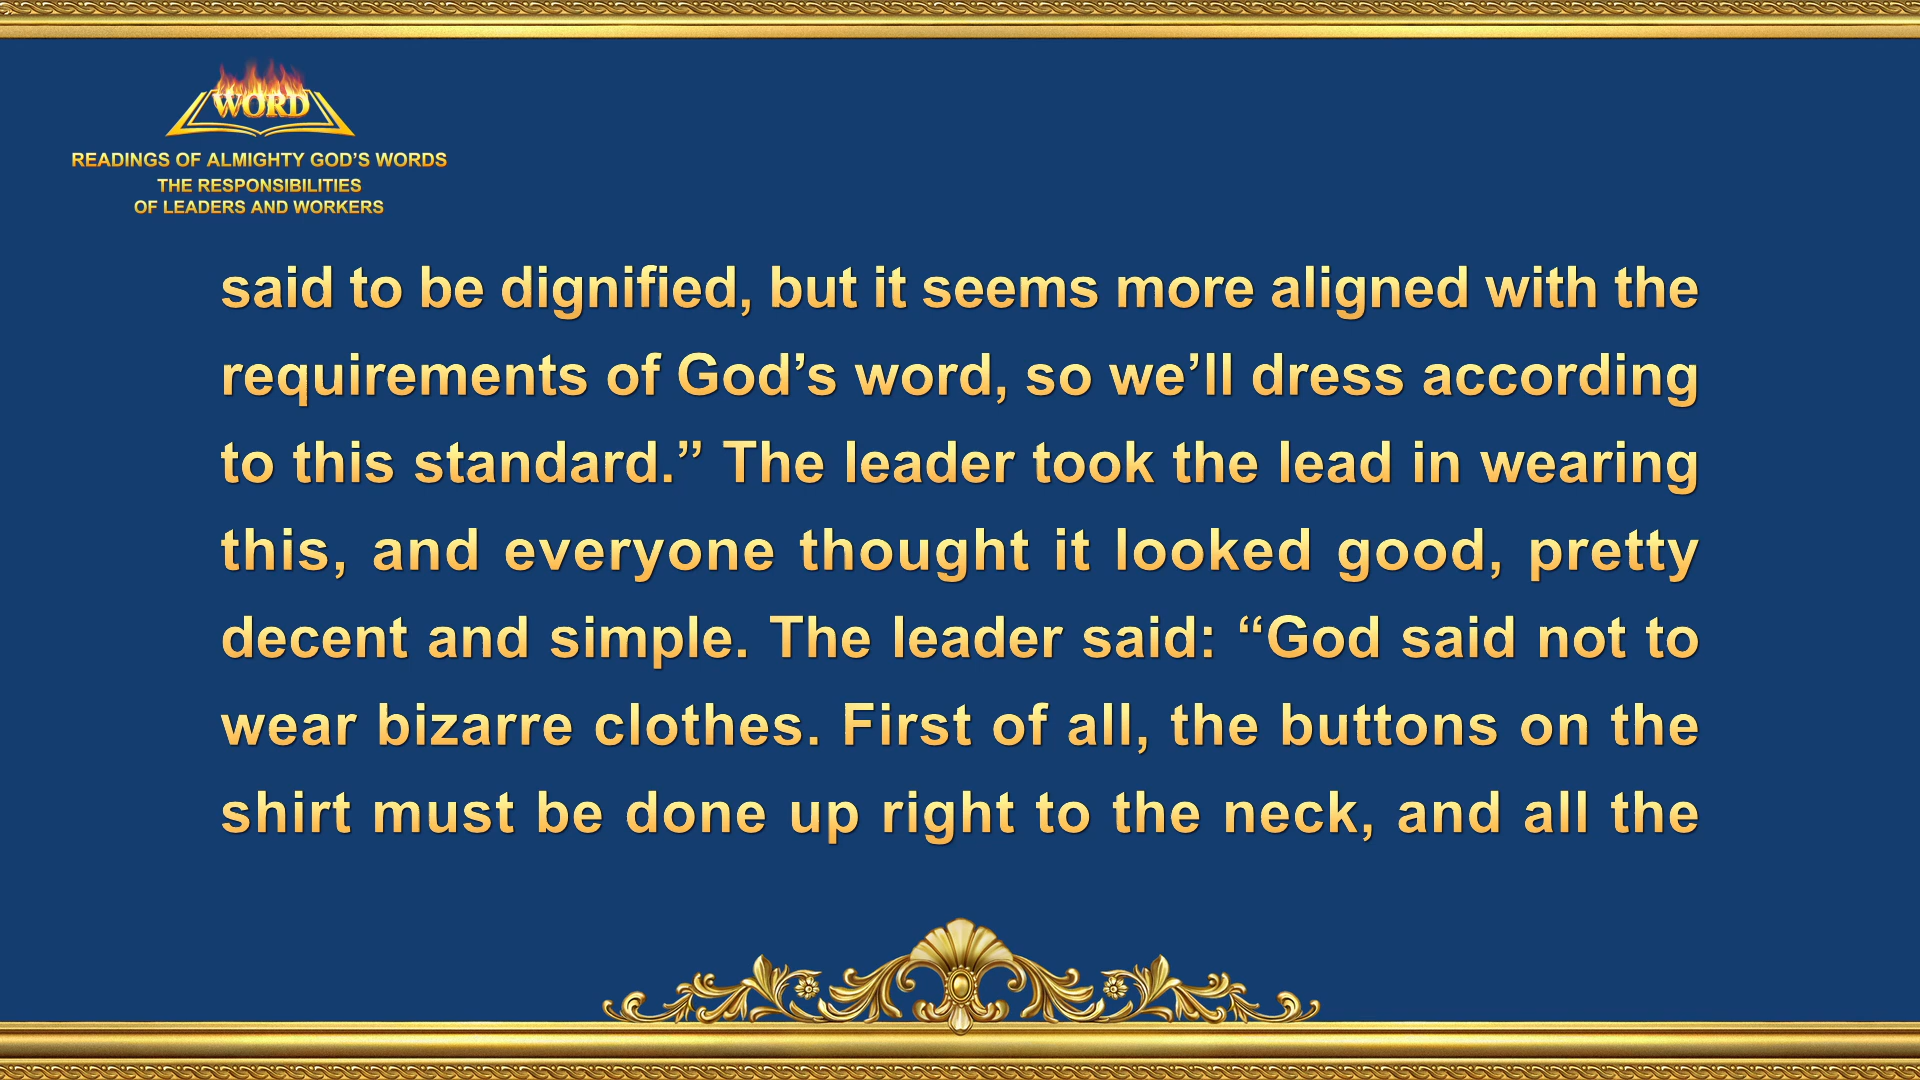 WORD
READINGS OF ALMIGHTY GOD’S WORDS
THE RESPONSIBILITIES
OF LEADERS AND WORKERS
said to be dignified, but it seems more aligned with the
requirements of God’s word, so we’ll dress according
to this standard.” The leader took the lead in wearing
this, and everyone thought it looked good, pretty
decent and simple. The leader said: “God said not to
wear bizarre clothes. First of all, the buttons on the
shirt must be done up right to the neck, and all the